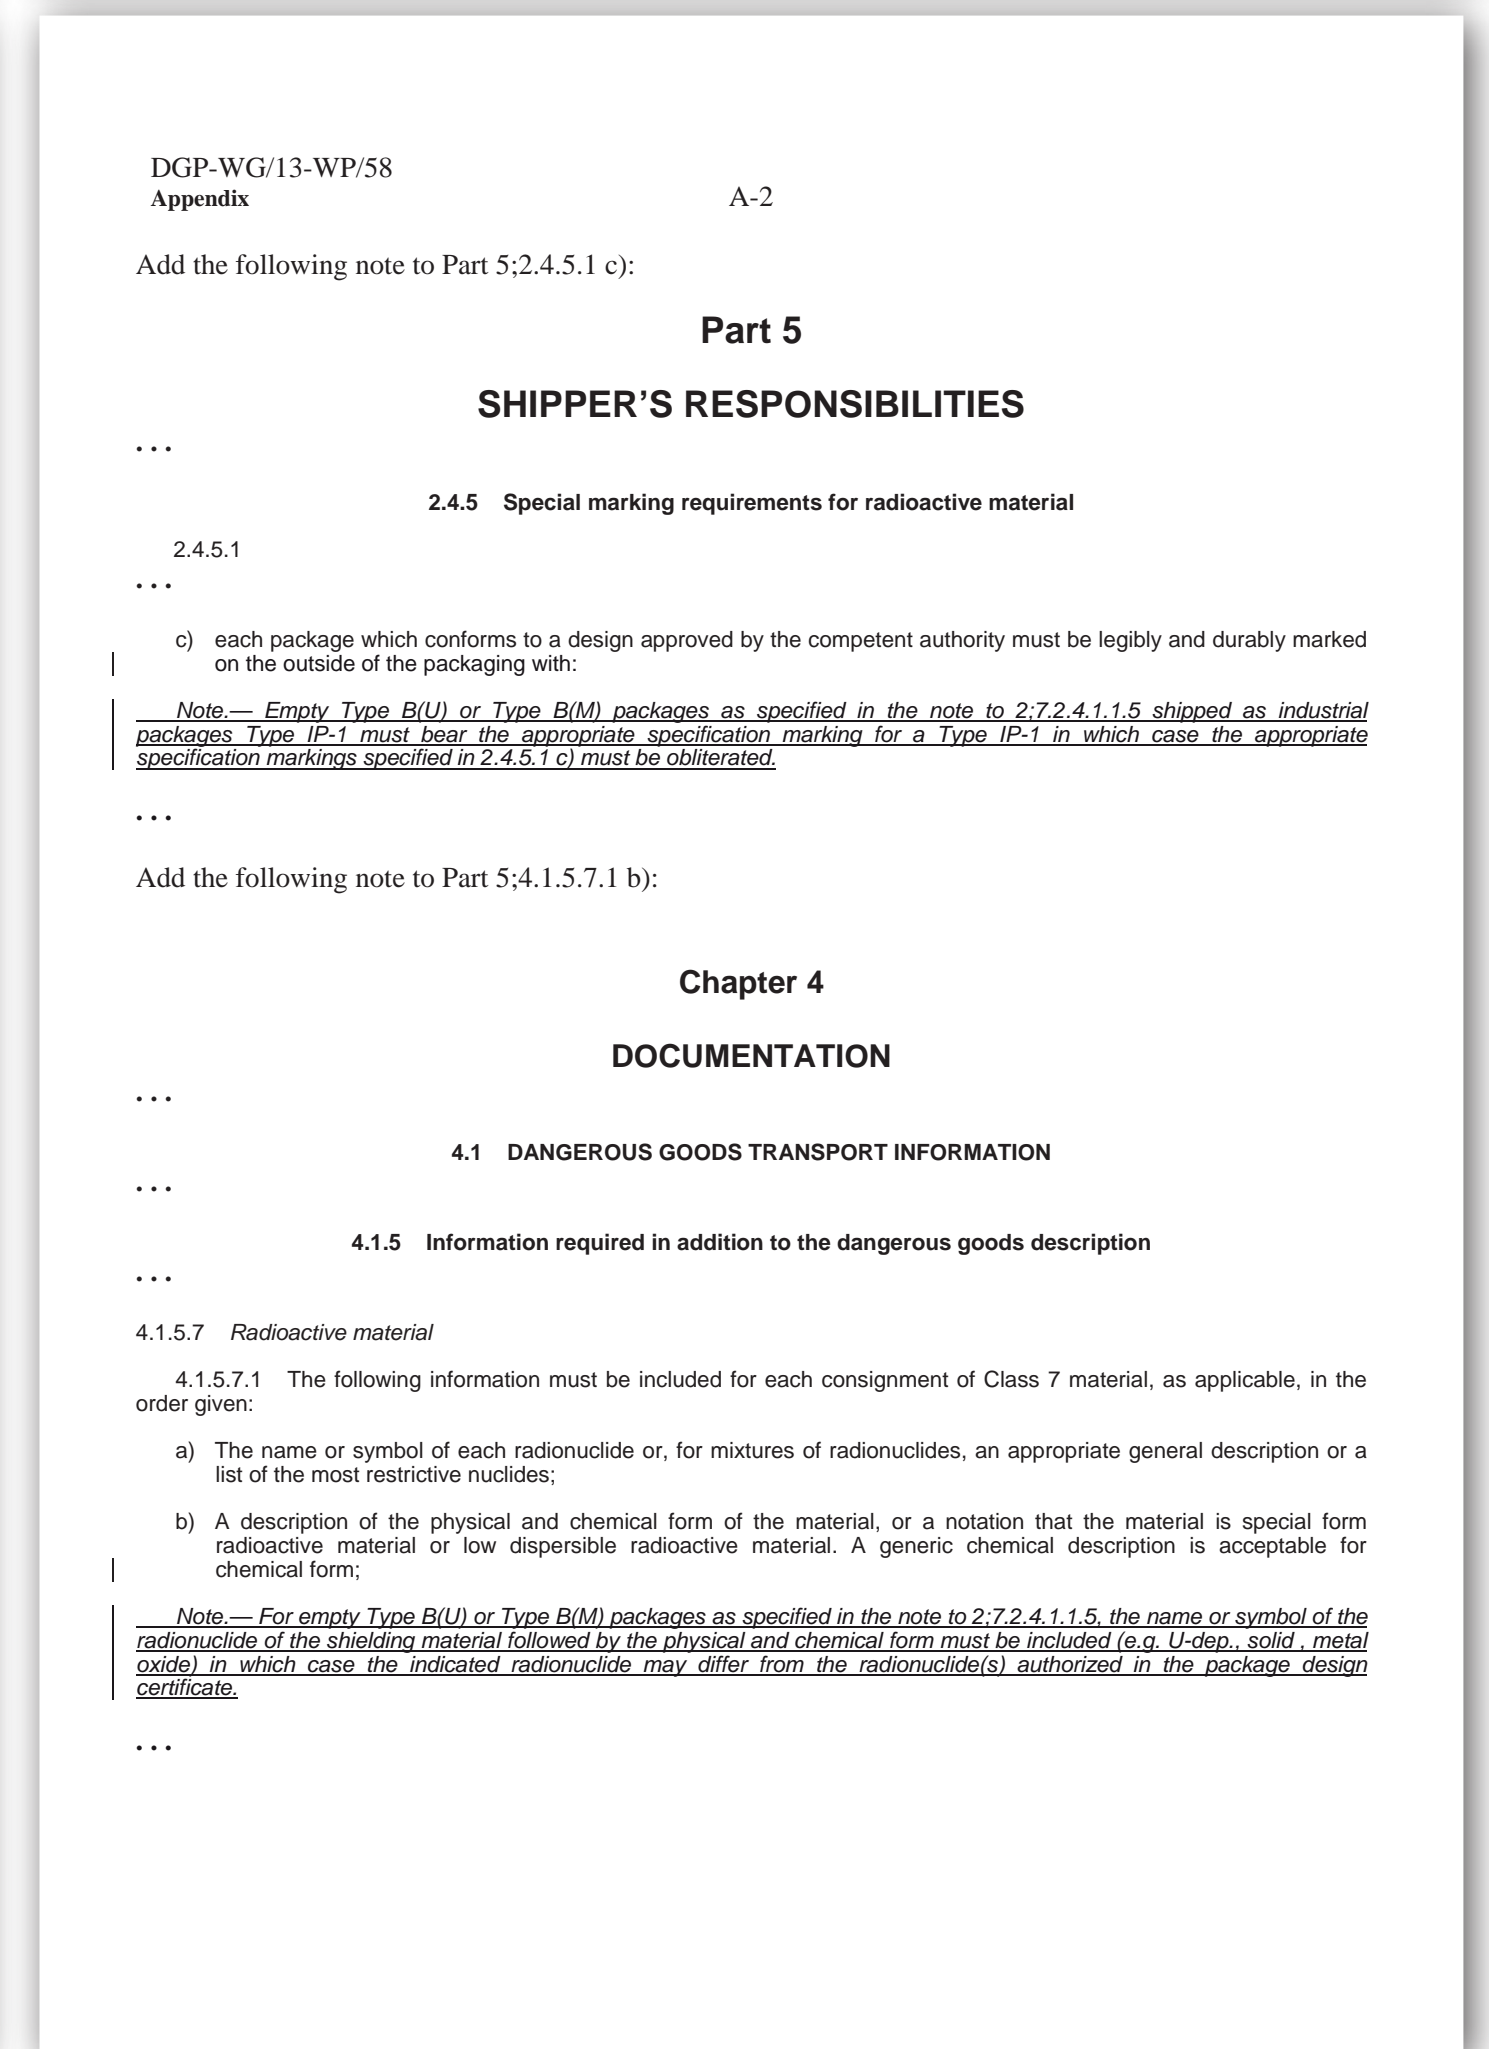 DGP-WG/13-WP/58
Appendix A-2
Add the following note to Part 5;2.4.5.1 c):
Part 5
SHIPPER’S RESPONSIBILITIES
. . .
2.4.5 Special marking requirements for radioactive material
2.4.5.1
. . .
c) each package which conforms to a design approved by the competent authority must be legibly and durably marked
on the outside of the packaging with:
Note.— Empty Type B(U) or Type B(M) packages as specified in the note to 2;7.2.4.1.1.5 shipped as industrial
packages Type IP-1 must bear the appropriate specification marking for a Type IP-1 in which case the appropriate
specification markings specified in 2.4.5.1 c) must be obliterated.
. . .
Add the following note to Part 5;4.1.5.7.1 b):
Chapter 4
DOCUMENTATION
. . .
4.1 DANGEROUS GOODS TRANSPORT INFORMATION
. . .
4.1.5 Information required in addition to the dangerous goods description
. . .
4.1.5.7 Radioactive material
4.1.5.7.1 The following information must be included for each consignment of Class 7 material, as applicable, in the
order given:
a) The name or symbol of each radionuclide or, for mixtures of radionuclides, an appropriate general description or a
list of the most restrictive nuclides;
b) A description of the physical and chemical form of the material, or a notation that the material is special form
radioactive material or low dispersible radioactive material. A generic chemical description is acceptable for
chemical form;
Note.— For empty Type B(U) or Type B(M) packages as specified in the note to 2;7.2.4.1.1.5, the name or symbol of the
radionuclide of the shielding material followed by the physical and chemical form must be included (e.g. U-dep., solid , metal
oxide) in which case the indicated radionuclide may differ from the radionuclide(s) authorized in the package design
certificate.
. . .